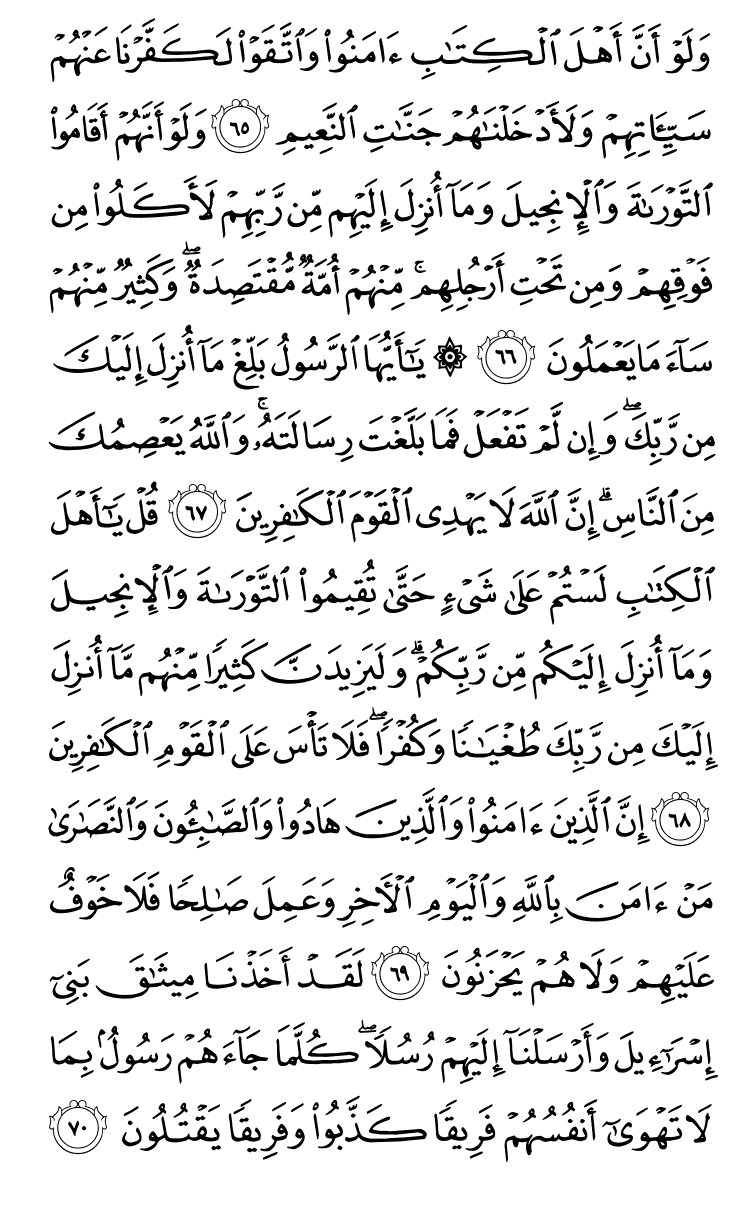 وَلَوۡ أَنَّ أَهۡلَ ٱلۡكِتَٰبِ ءَامَنُواْ وَٱتَّقَوۡاْ لَكَفَّرۡنَا عَنۡهُمۡ
سَيِّـَٔاتِهِمۡ وَلَأَدۡخَلۡنَٰهُمۡ جَنَّٰتِ ٱلنَّعِيمِ ٦٥ وَلَوۡ أَنَّهُمۡ أَقَامُواْ
ٱلتَّوۡرَىٰةَ وَٱلۡإِنجِيلَ وَمَآ أُنزِلَ إِلَيۡهِم مِّن رَّبِّهِمۡ لَأَكَلُواْ مِن
فَوۡقِهِمۡ وَمِن تَحۡتِ أَرۡجُلِهِمۚ مِّنۡهُمۡ أُمَّةٞ مُّقۡتَصِدَةٞۖ وَكَثِيرٞ مِّنۡهُمۡ
سَآءَ مَا يَعۡمَلُونَ ٦٦ ۞ يَٰٓأَيُّهَا ٱلرَّسُولُ بَلِّغۡ مَآ أُنزِلَ إِلَيۡكَ
مِن رَّبِّكَۖ وَإِن لَّمۡ تَفۡعَلۡ فَمَا بَلَّغۡتَ رِسَالَتَهُۥۚ وَٱللَّهُ يَعۡصِمُكَ
مِنَ ٱلنَّاسِۗ إِنَّ ٱللَّهَ لَا يَهۡدِي ٱلۡقَوۡمَ ٱلۡكَٰفِرِينَ ٦٧ قُلۡ يَٰٓأَهۡلَ
ٱلۡكِتَٰبِ لَسۡتُمۡ عَلَىٰ شَيۡءٍ حَتَّىٰ تُقِيمُواْ ٱلتَّوۡرَىٰةَ وَٱلۡإِنجِيلَ
وَمَآ أُنزِلَ إِلَيۡكُم مِّن رَّبِّكُمۡۗ وَلَيَزِيدَنَّ كَثِيرٗا مِّنۡهُم مَّآ أُنزِلَ
إِلَيۡكَ مِن رَّبِّكَ طُغۡيَٰنٗا وَكُفۡرٗاۖ فَلَا تَأۡسَ عَلَى ٱلۡقَوۡمِ ٱلۡكَٰفِرِينَ
٦٨ إِنَّ ٱلَّذِينَ ءَامَنُواْ وَٱلَّذِينَ هَادُواْ وَٱلصَّٰبِـُٔونَ وَٱلنَّصَٰرَىٰ
مَنۡ ءَامَنَ بِٱللَّهِ وَٱلۡيَوۡمِ ٱلۡأٓخِرِ وَعَمِلَ صَٰلِحٗا فَلَا خَوۡفٌ
عَلَيۡهِمۡ وَلَا هُمۡ يَحۡزَنُونَ ٦٩ لَقَدۡ أَخَذۡنَا مِيثَٰقَ بَنِيٓ
إِسۡرَٰٓءِيلَ وَأَرۡسَلۡنَآ إِلَيۡهِمۡ رُسُلٗاۖ كُلَّمَا جَآءَهُمۡ رَسُولُۢ بِمَا
لَا تَهۡوَىٰٓ أَنفُسُهُمۡ فَرِيقٗا كَذَّبُواْ وَفَرِيقٗا يَقۡتُلُونَ ٧٠